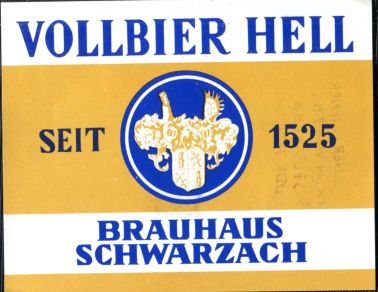 VOLLBIER HELL
SEIT 1525
BRAUHAUS
SCHWARZACH